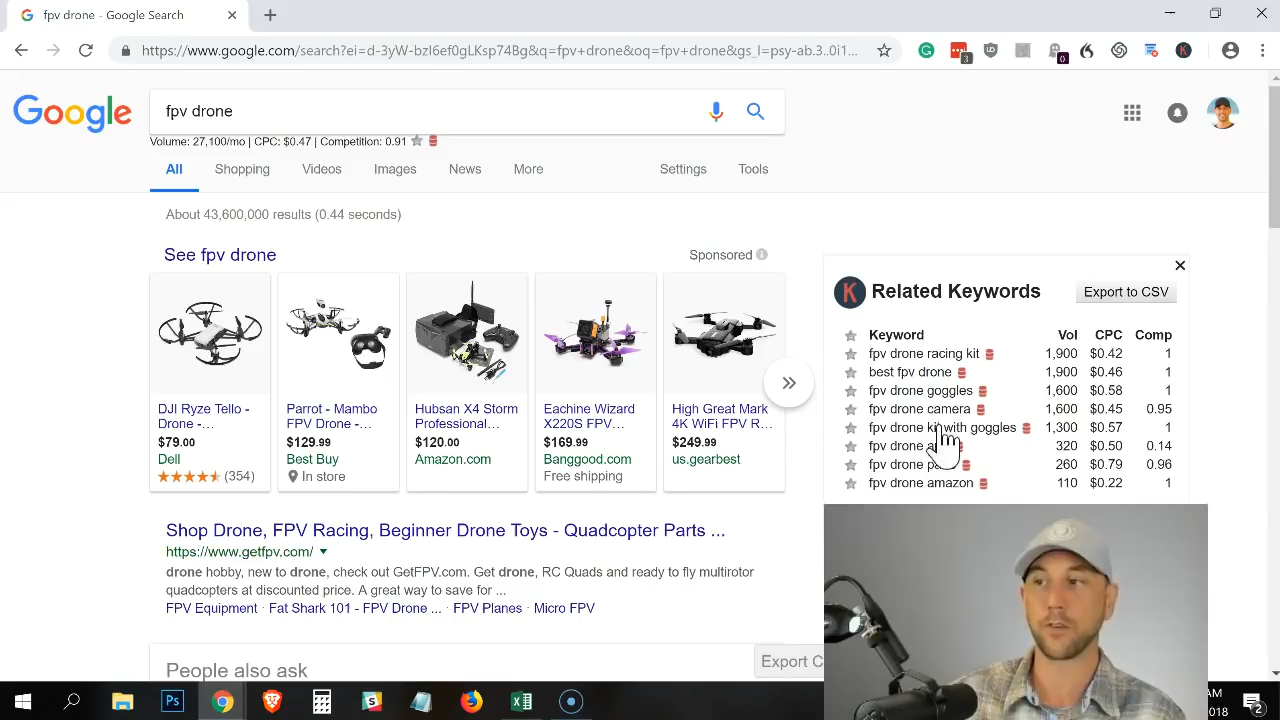 fpv drone - Google Search
https://www.google.com/search?ei=d-3yW-bzI6ef0gLKsp74Bg&q=fpv+drone&oq=fpv+drone&gs_l=psy-ab.3..0i1...
3
0
K
Google
fpv drone
Volume: 27,100/mo | CPC: $0.47 | Competition: 0.91
All
Shopping
Videos
Images
News
More
Settings
Tools
About 43,600,000 results (0.44 seconds)
See fpv drone
Sponsored
DJI Ryze Tello -
Drone -...
$79.00
Dell
(354)
Parrot - Mambo
FPV Drone -...
$129.99
Best Buy
In store
Hubsan X4 Storm
Professional...
$120.00
Amazon.com
Eachine Wizard
X220S FPV...
$169.99
Banggood.com
Free shipping
High Great Mark
4K WiFi FPV R...
$249.99
us.gearbest
K
Related Keywords
Export to CSV
Keyword Vol CPC Comp
fpv drone racing kit 1,900 $0.42 1
best fpv drone 1,900 $0.46 1
fpv drone goggles 1,600 $0.58 1
fpv drone camera 1,600 $0.45 0.95
fpv drone kit with goggles 1,300 $0.57 1
fpv drone 320 $0.50 0.14
fpv drone 260 $0.79 0.96
fpv drone amazon 110 $0.22 1
Shop Drone, FPV Racing, Beginner Drone Toys - Quadcopter Parts ...
https://www.getfpv.com/
drone hobby, new to drone, check out GetFPV.com. Get drone, RC Quads and ready to fly multirotor
quadcopters at discounted price. A great way to save for ...
FPV Equipment · Fat Shark 101 - FPV Drone ... · FPV Planes · Micro FPV
People also ask
Export C
Ps
AM
2018
2